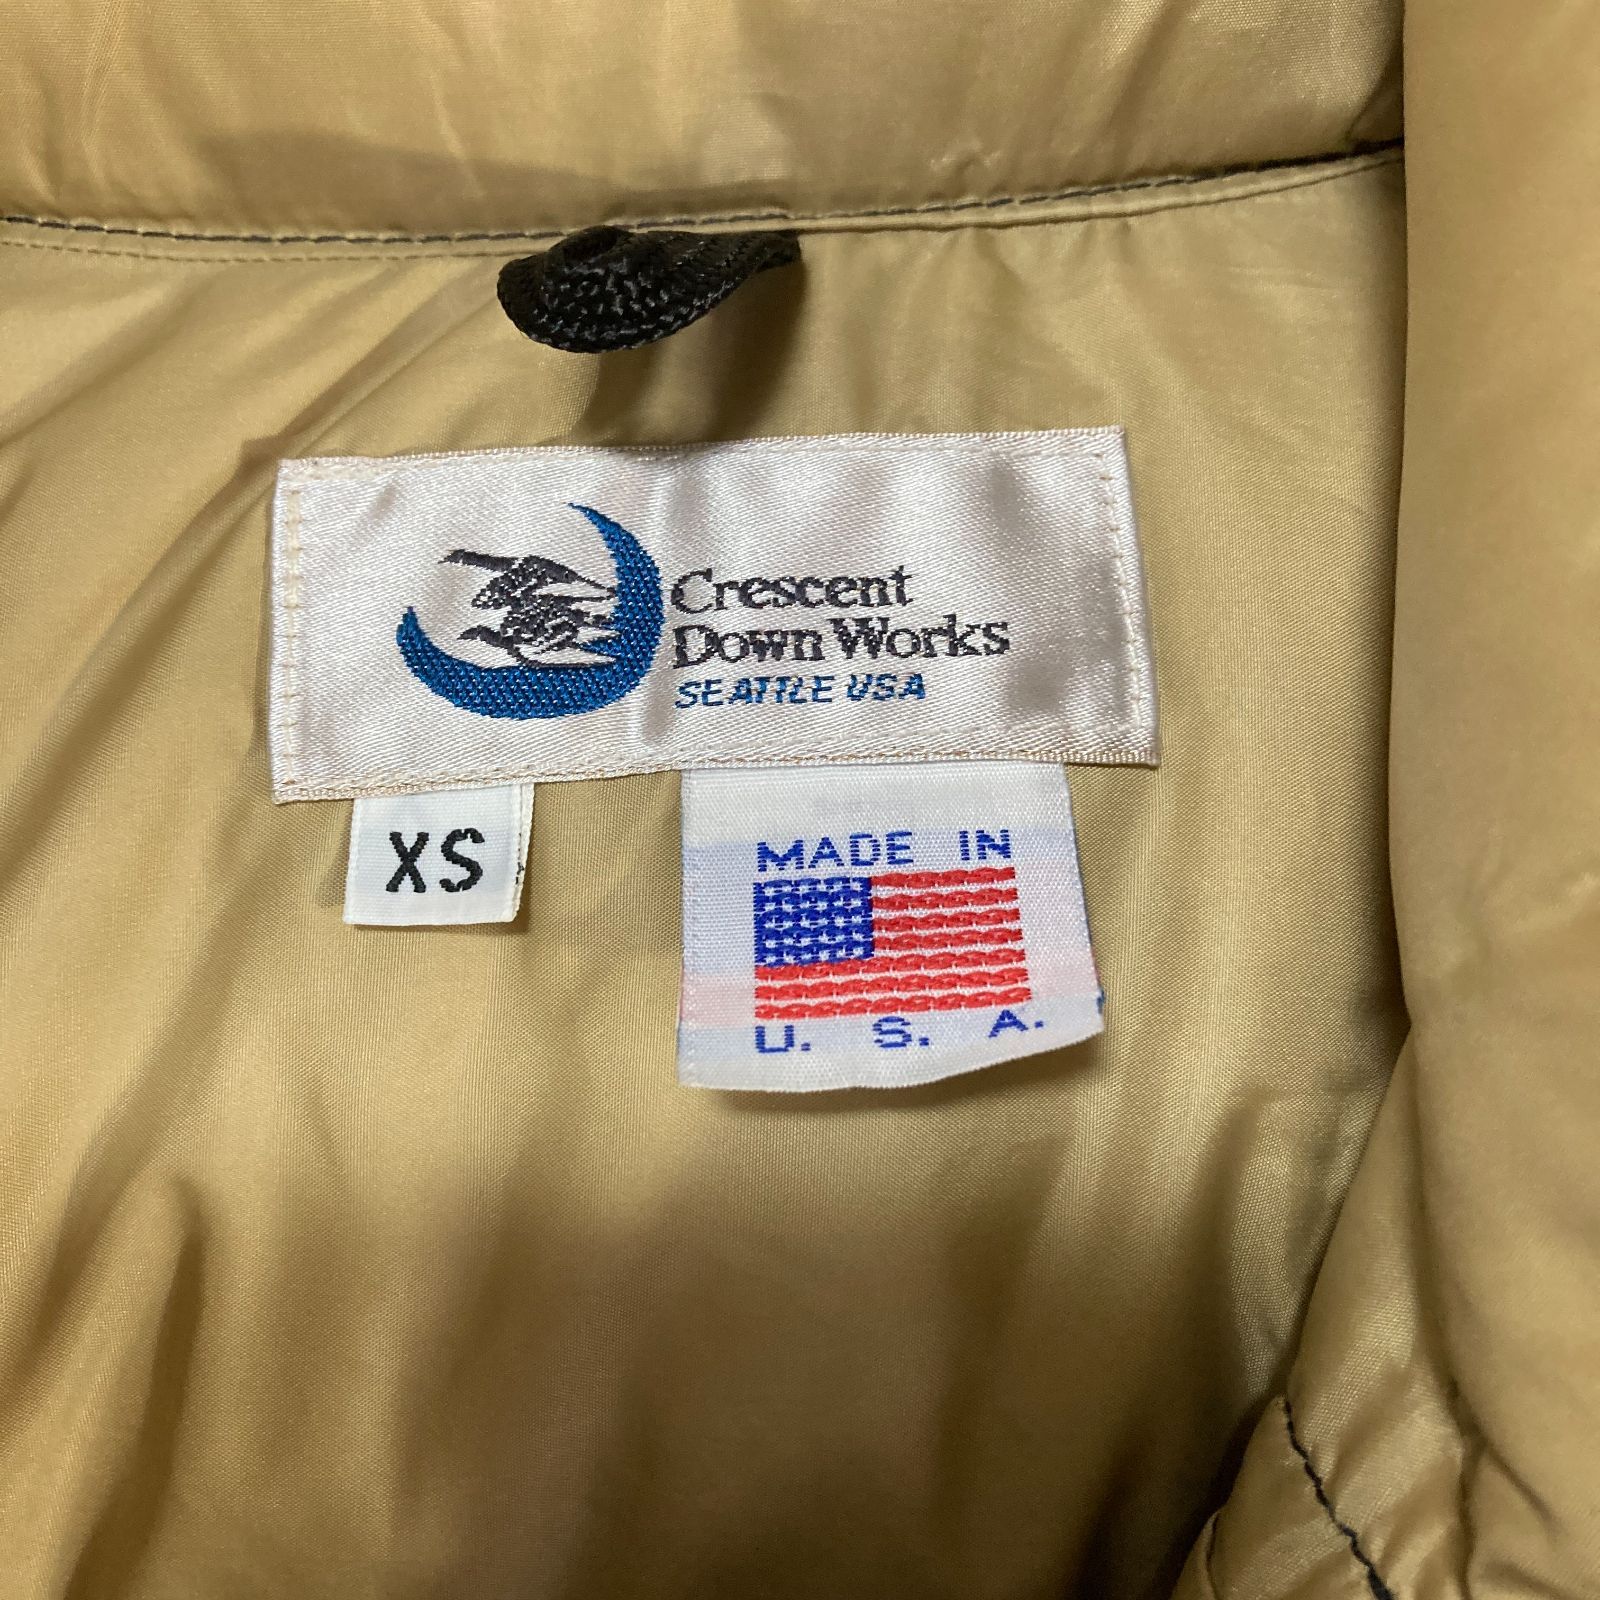 Crescent
Down Works
SEATTLE USA
XS
MADE IN
U. S. A.